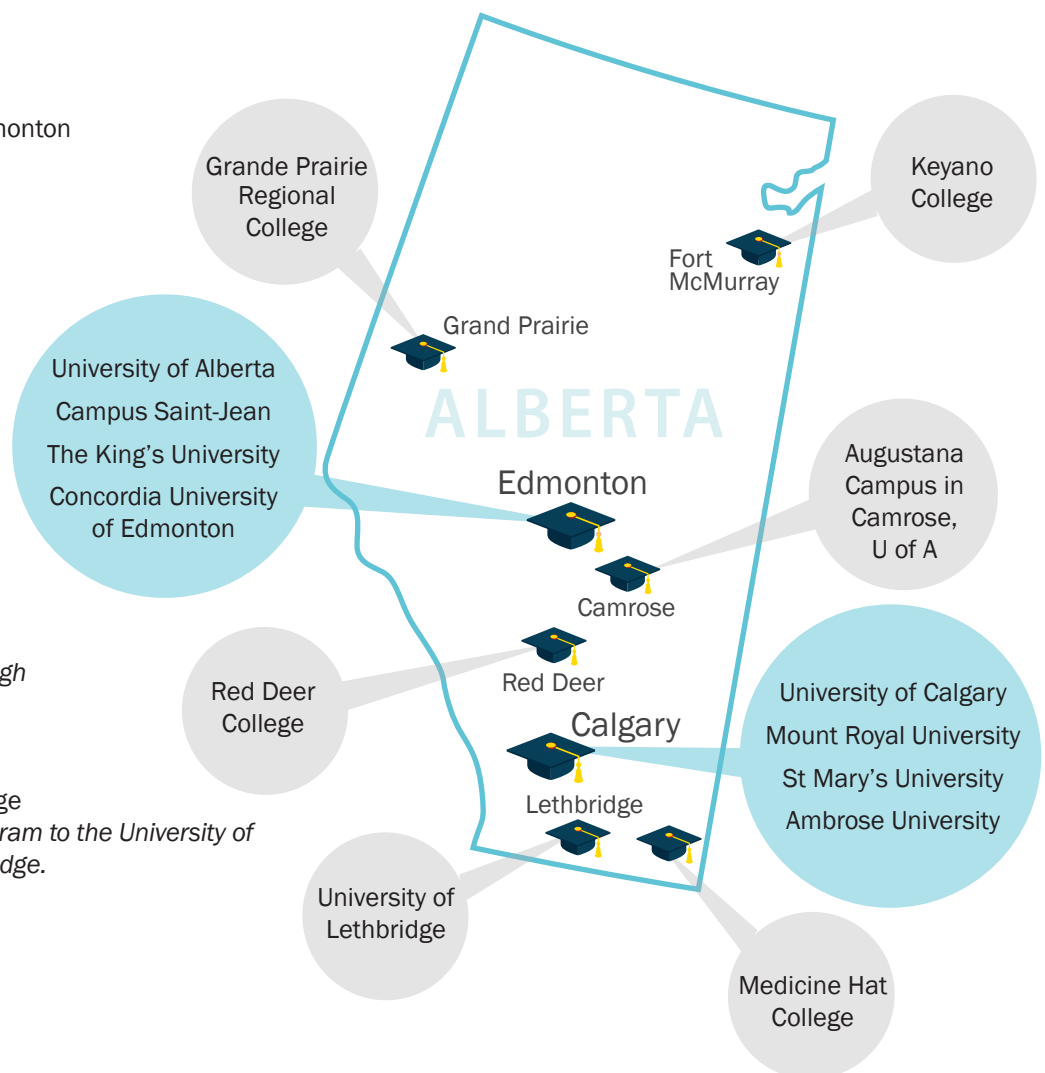 monton
Grande Prairie
Regional
College
Keyano
College
Fort
McMurray
Grand Prairie
University of Alberta
Campus Saint-Jean
The King's University
Concordia University
of Edmonton
ALBERTA
Edmonton
Augustana
Campus in
Camrose,
U of A
Camrose
gh
Red Deer
College
Red Deer
Calgary
University of Calgary
Mount Royal University
St Mary's University
Ambrose University
ge
ram to the University of
dge.
Lethbridge
University of
Lethbridge
Medicine Hat
College